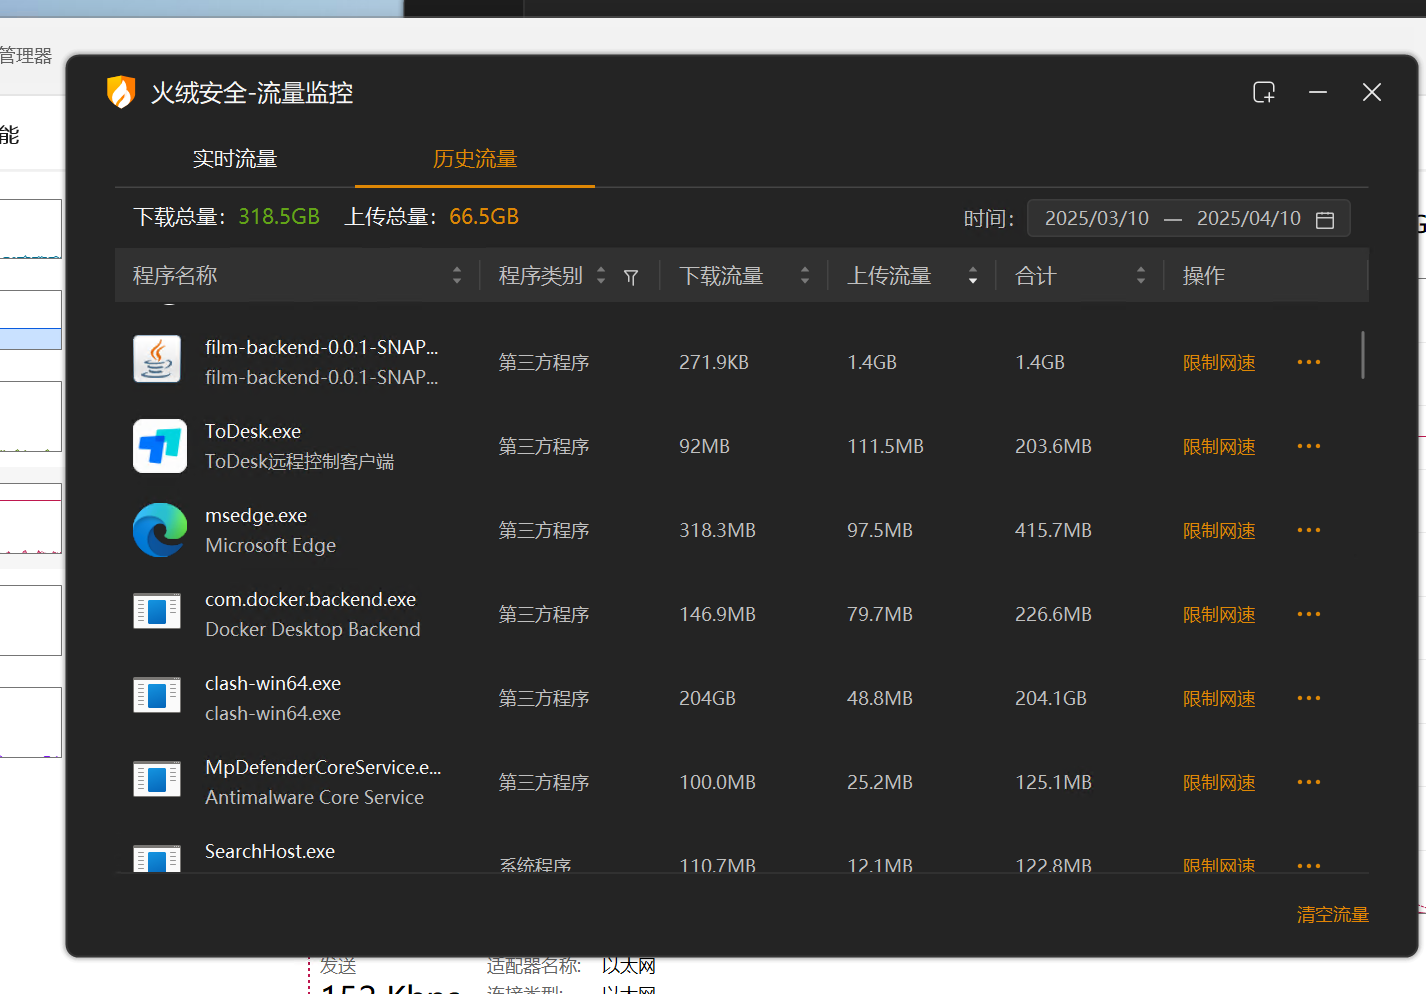 管理器
能
火绒安全-流量监控
实时流量 历史流量
下载总量： 318.5GB 上传总量： 66.5GB 时间： 2025/03/10 — 2025/04/10
程序名称 程序类别 下载流量 上传流量 合计 操作
film-backend-0.0.1-SNAP...
film-backend-0.0.1-SNAP...
第三方程序 271.9KB 1.4GB 1.4GB 限制网速 ···
ToDesk.exe
ToDesk远程控制客户端
第三方程序 92MB 111.5MB 203.6MB 限制网速 ···
msedge.exe
Microsoft Edge
第三方程序 318.3MB 97.5MB 415.7MB 限制网速 ···
com.docker.backend.exe
Docker Desktop Backend
第三方程序 146.9MB 79.7MB 226.6MB 限制网速 ···
clash-win64.exe
clash-win64.exe
第三方程序 204GB 48.8MB 204.1GB 限制网速 ···
MpDefenderCoreService.e...
Antimalware Core Service
第三方程序 100.0MB 25.2MB 125.1MB 限制网速 ···
SearchHost.exe
系统程序 110.7MB 12.1MB 122.8MB 限制网速 ···
清空流量
发送 适配器名称: 以太网
153 Kbps 连接类型: 以太网